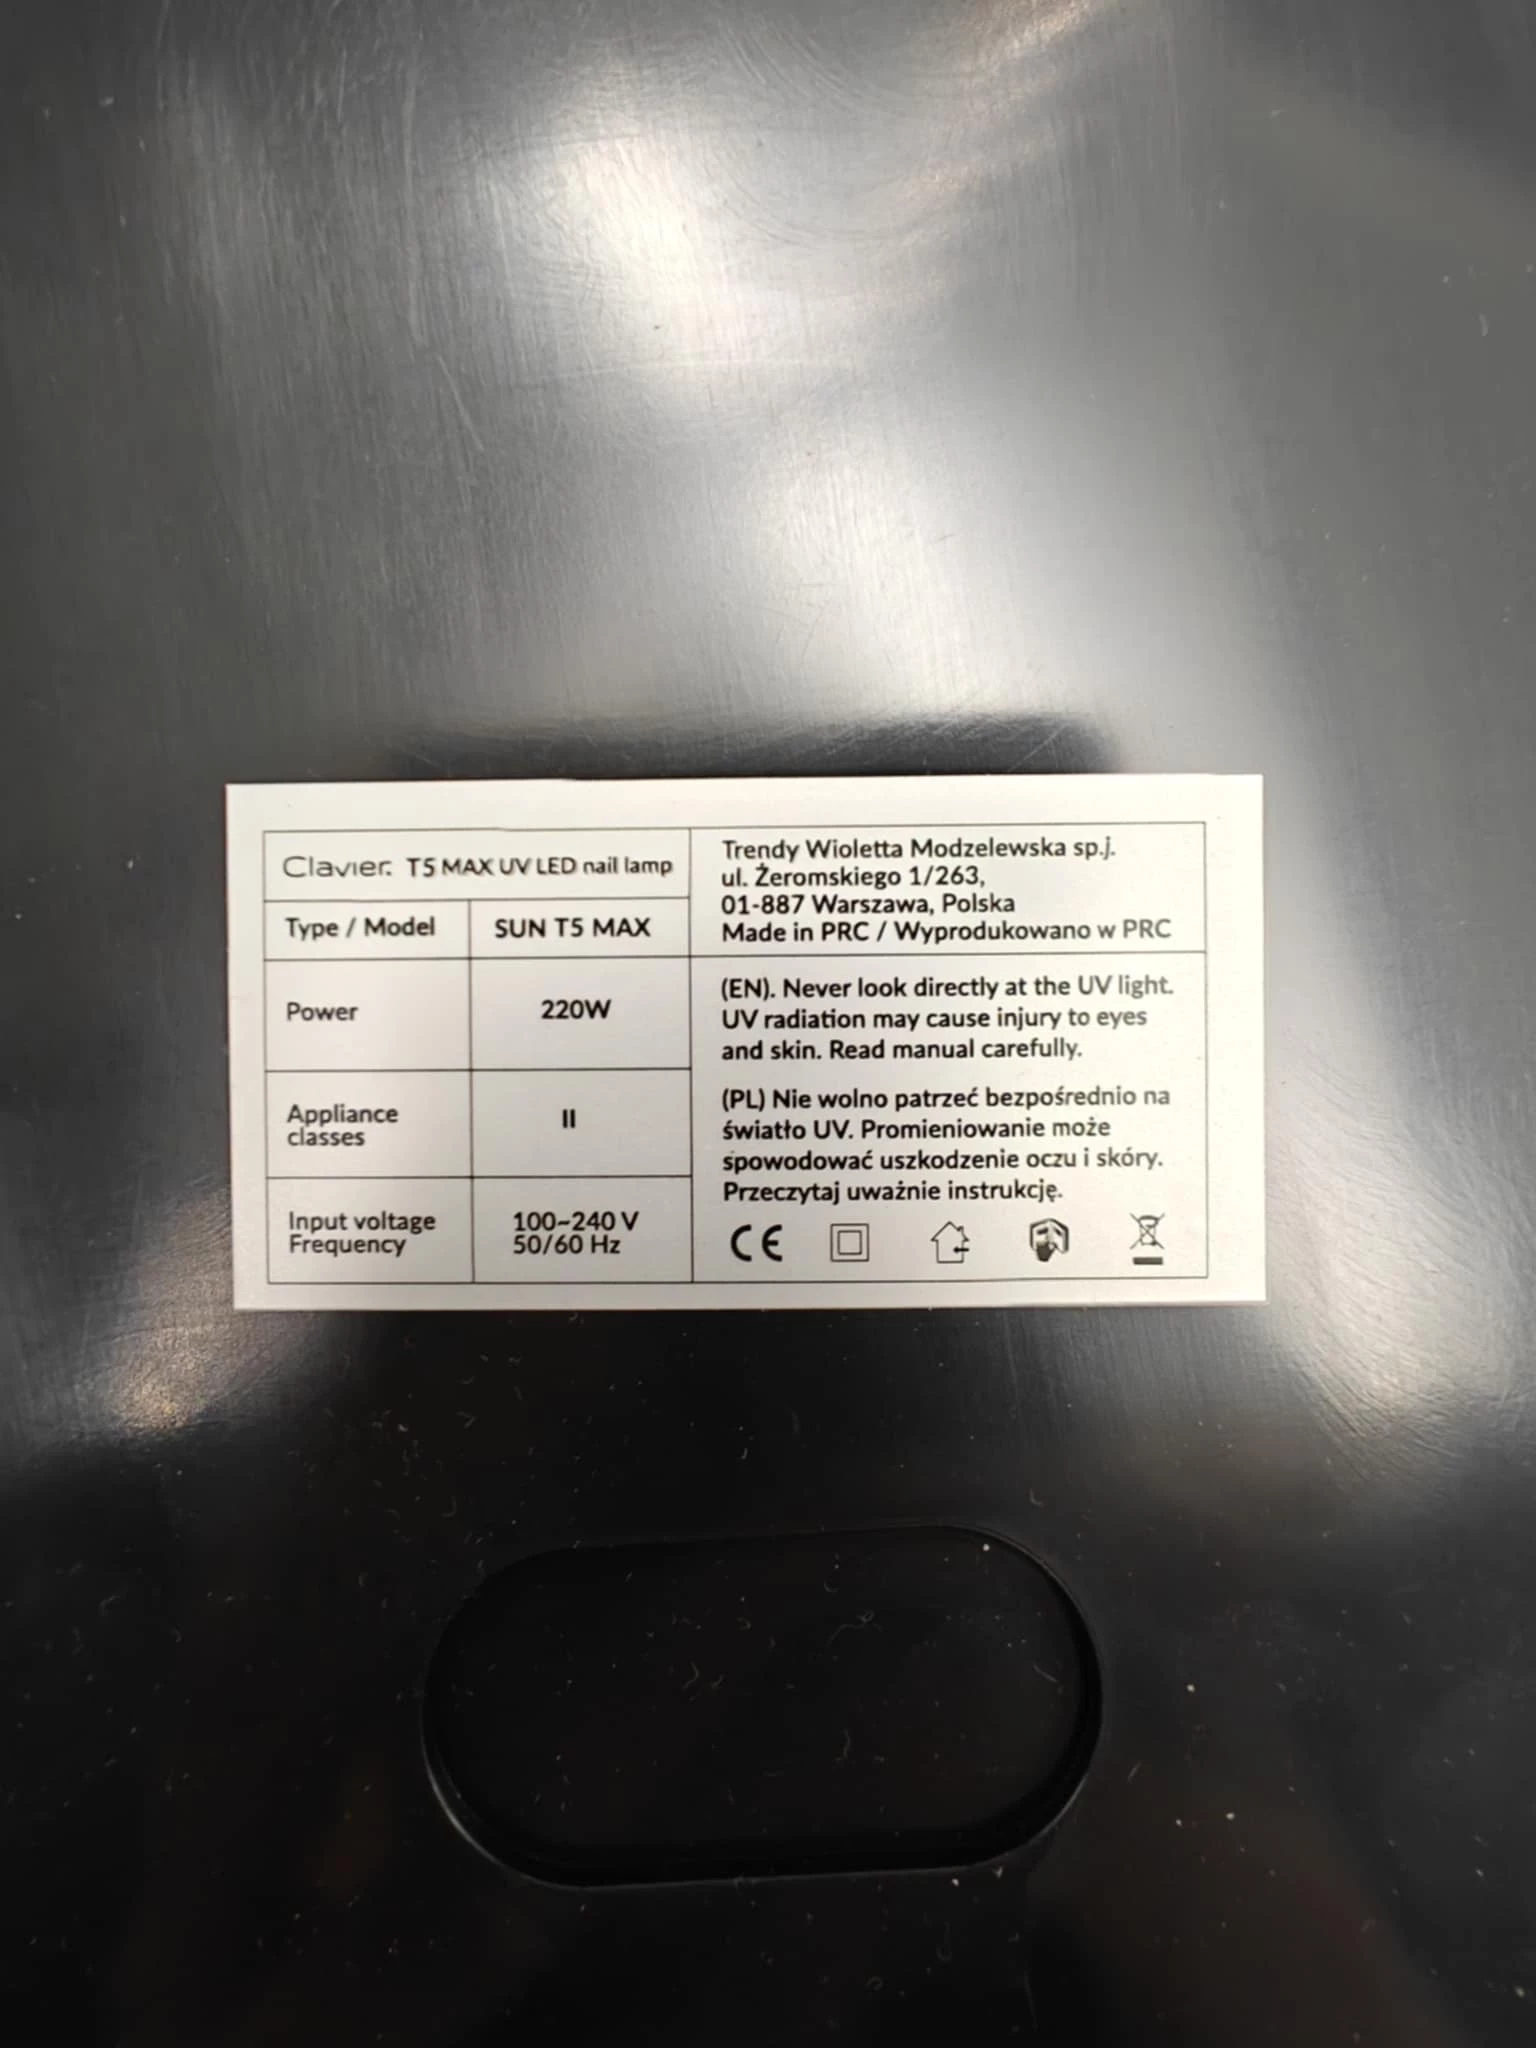 Clavier. T5 MAX UV LED nail lamp
Type / Model
SUN T5 MAX
Power
220W
Appliance
classes
II
Input voltage
Frequency
100~240 V
50/60 Hz
Trendy Wioletta Modzelewska sp.j.
ul. Żeromskiego 1/263,
01-887 Warszawa, Polska
Made in PRC / Wyprodukowano w PRC
(EN). Never look directly at the UV light.
UV radiation may cause injury to eyes
and skin. Read manual carefully.
(PL) Nie wolno patrzeć bezpośrednio na
światło UV. Promieniowanie może
spowodować uszkodzenie oczu i skóry.
Przeczytaj uważnie instrukcję.
CE